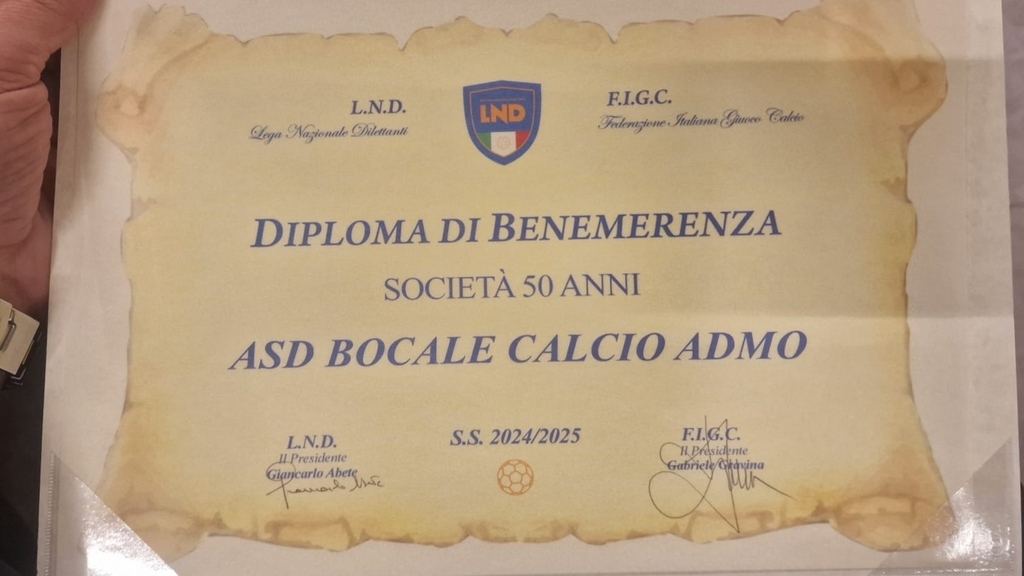 L.N.D.
Lega Nazionale Dilettanti
LND
F.I.G.C.
Federazione Italiana Giuoco Calcio
DIPLOMA DI BENEMERENZA
SOCIETÀ 50 ANNI
ASD BOCALE CALCIO ADMO
L.N.D.
Il Presidente
Giancarlo Abete
S.S. 2024/2025
F.I.G.C.
Il Presidente
Gabriele Gravina